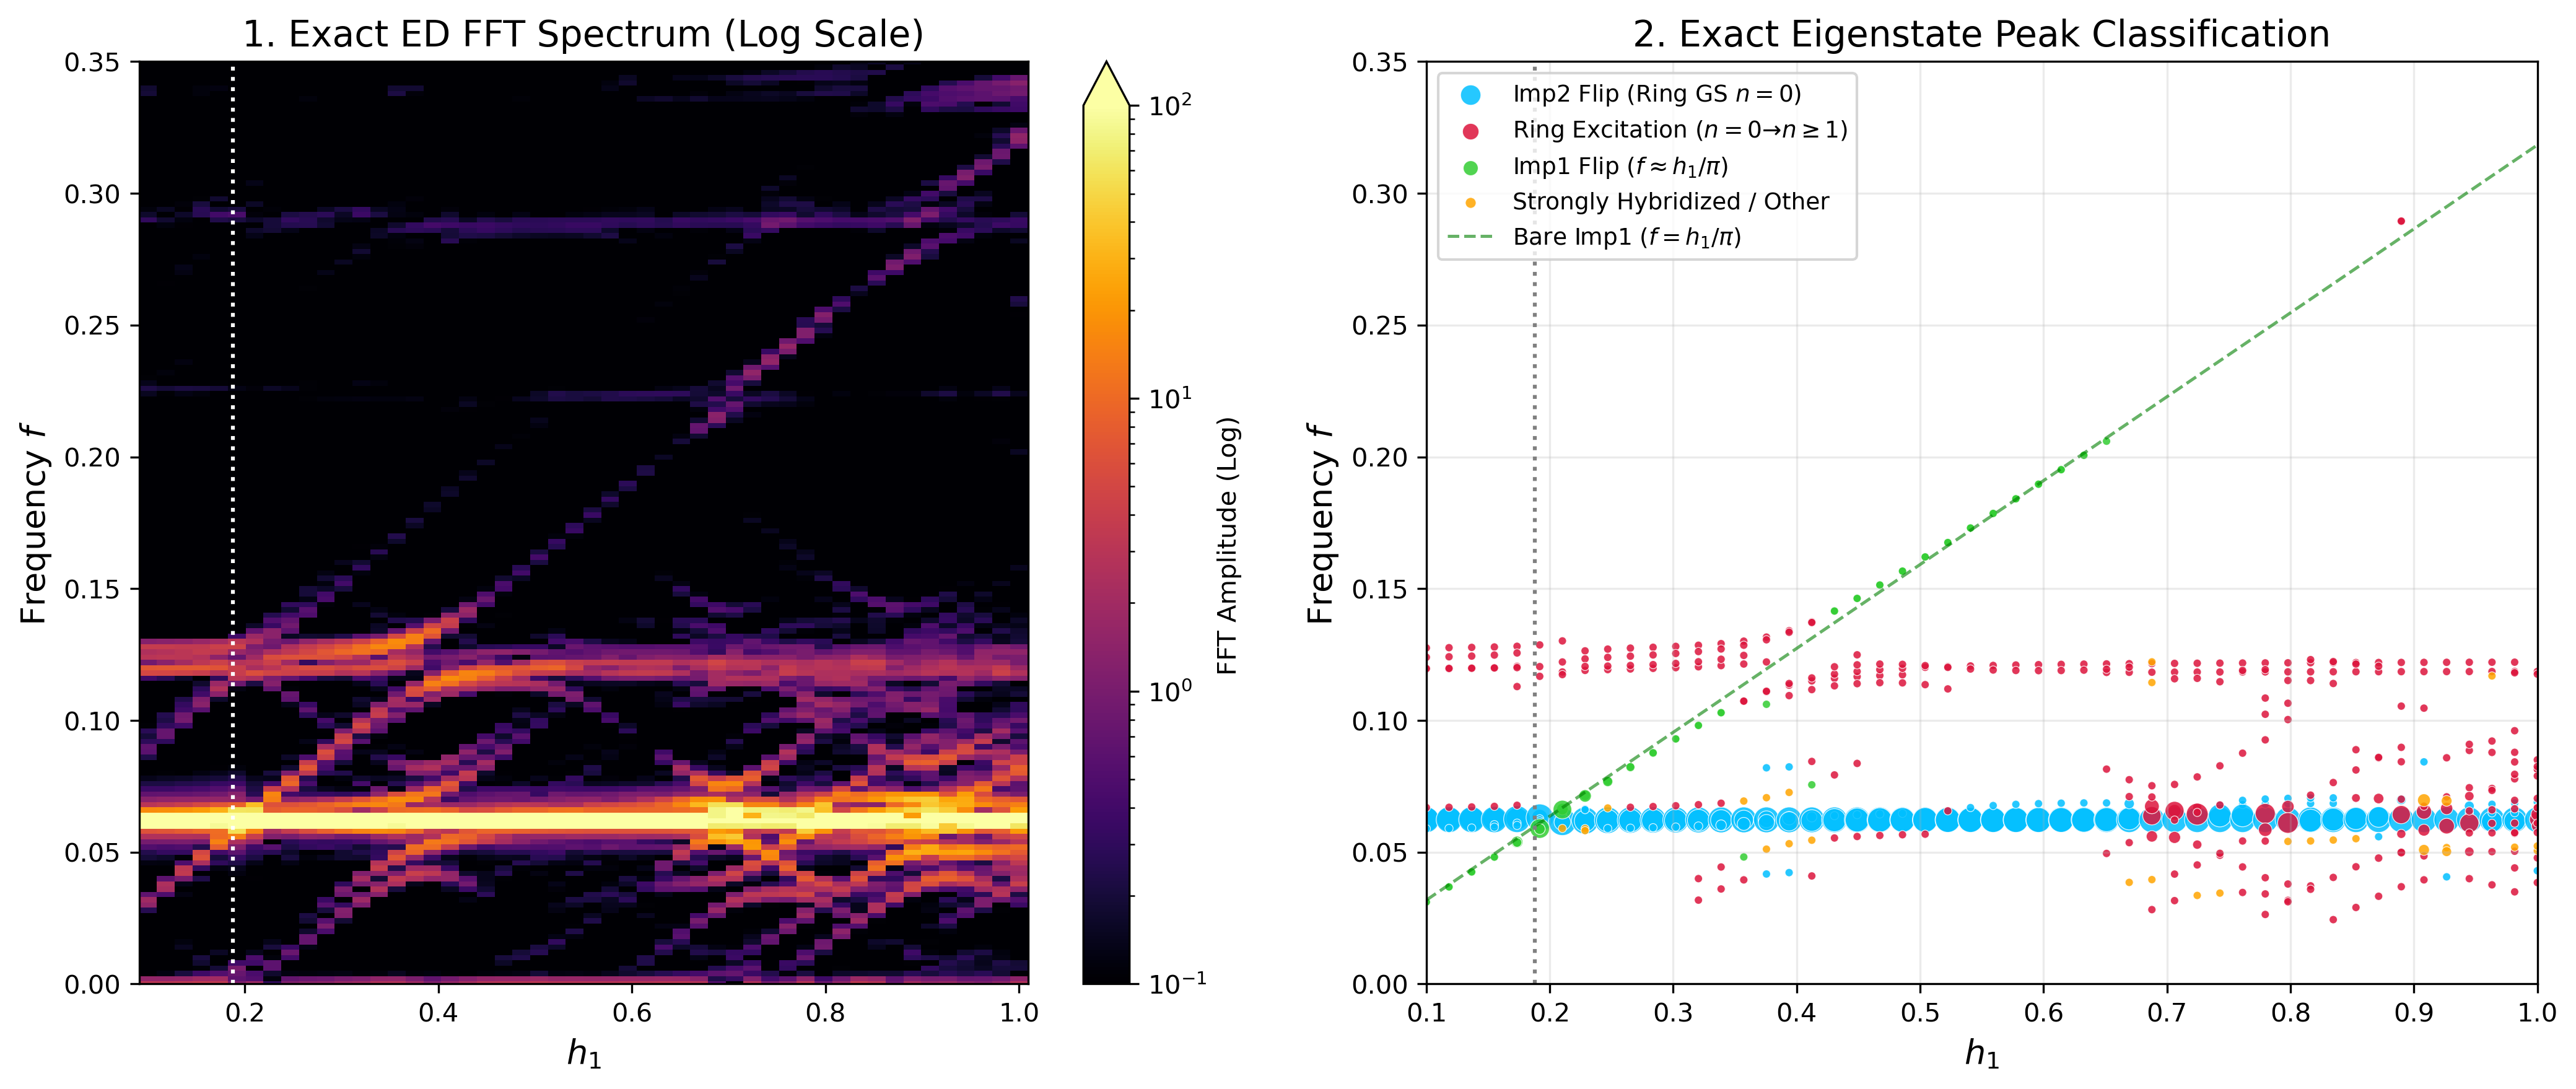 1. Exact ED FFT Spectrum (Log Scale)
0.35
0.30
0.25
0.20
0.15
0.10
0.05
0.00
Frequency f
0.2
0.4
0.6
0.8
1.0
h₁
10²
10¹
10⁰
10⁻¹
FFT Amplitude (Log)
2. Exact Eigenstate Peak Classification
Imp2 Flip (Ring GS n = 0)
Ring Excitation (n = 0→n ≥ 1)
Imp1 Flip (f ≈ h₁/π)
Strongly Hybridized / Other
Bare Imp1 (f = h₁/π)
0.35
0.30
0.25
0.20
0.15
0.10
0.05
0.00
Frequency f
0.1
0.2
0.3
0.4
0.5
0.6
0.7
0.8
0.9
1.0
h₁